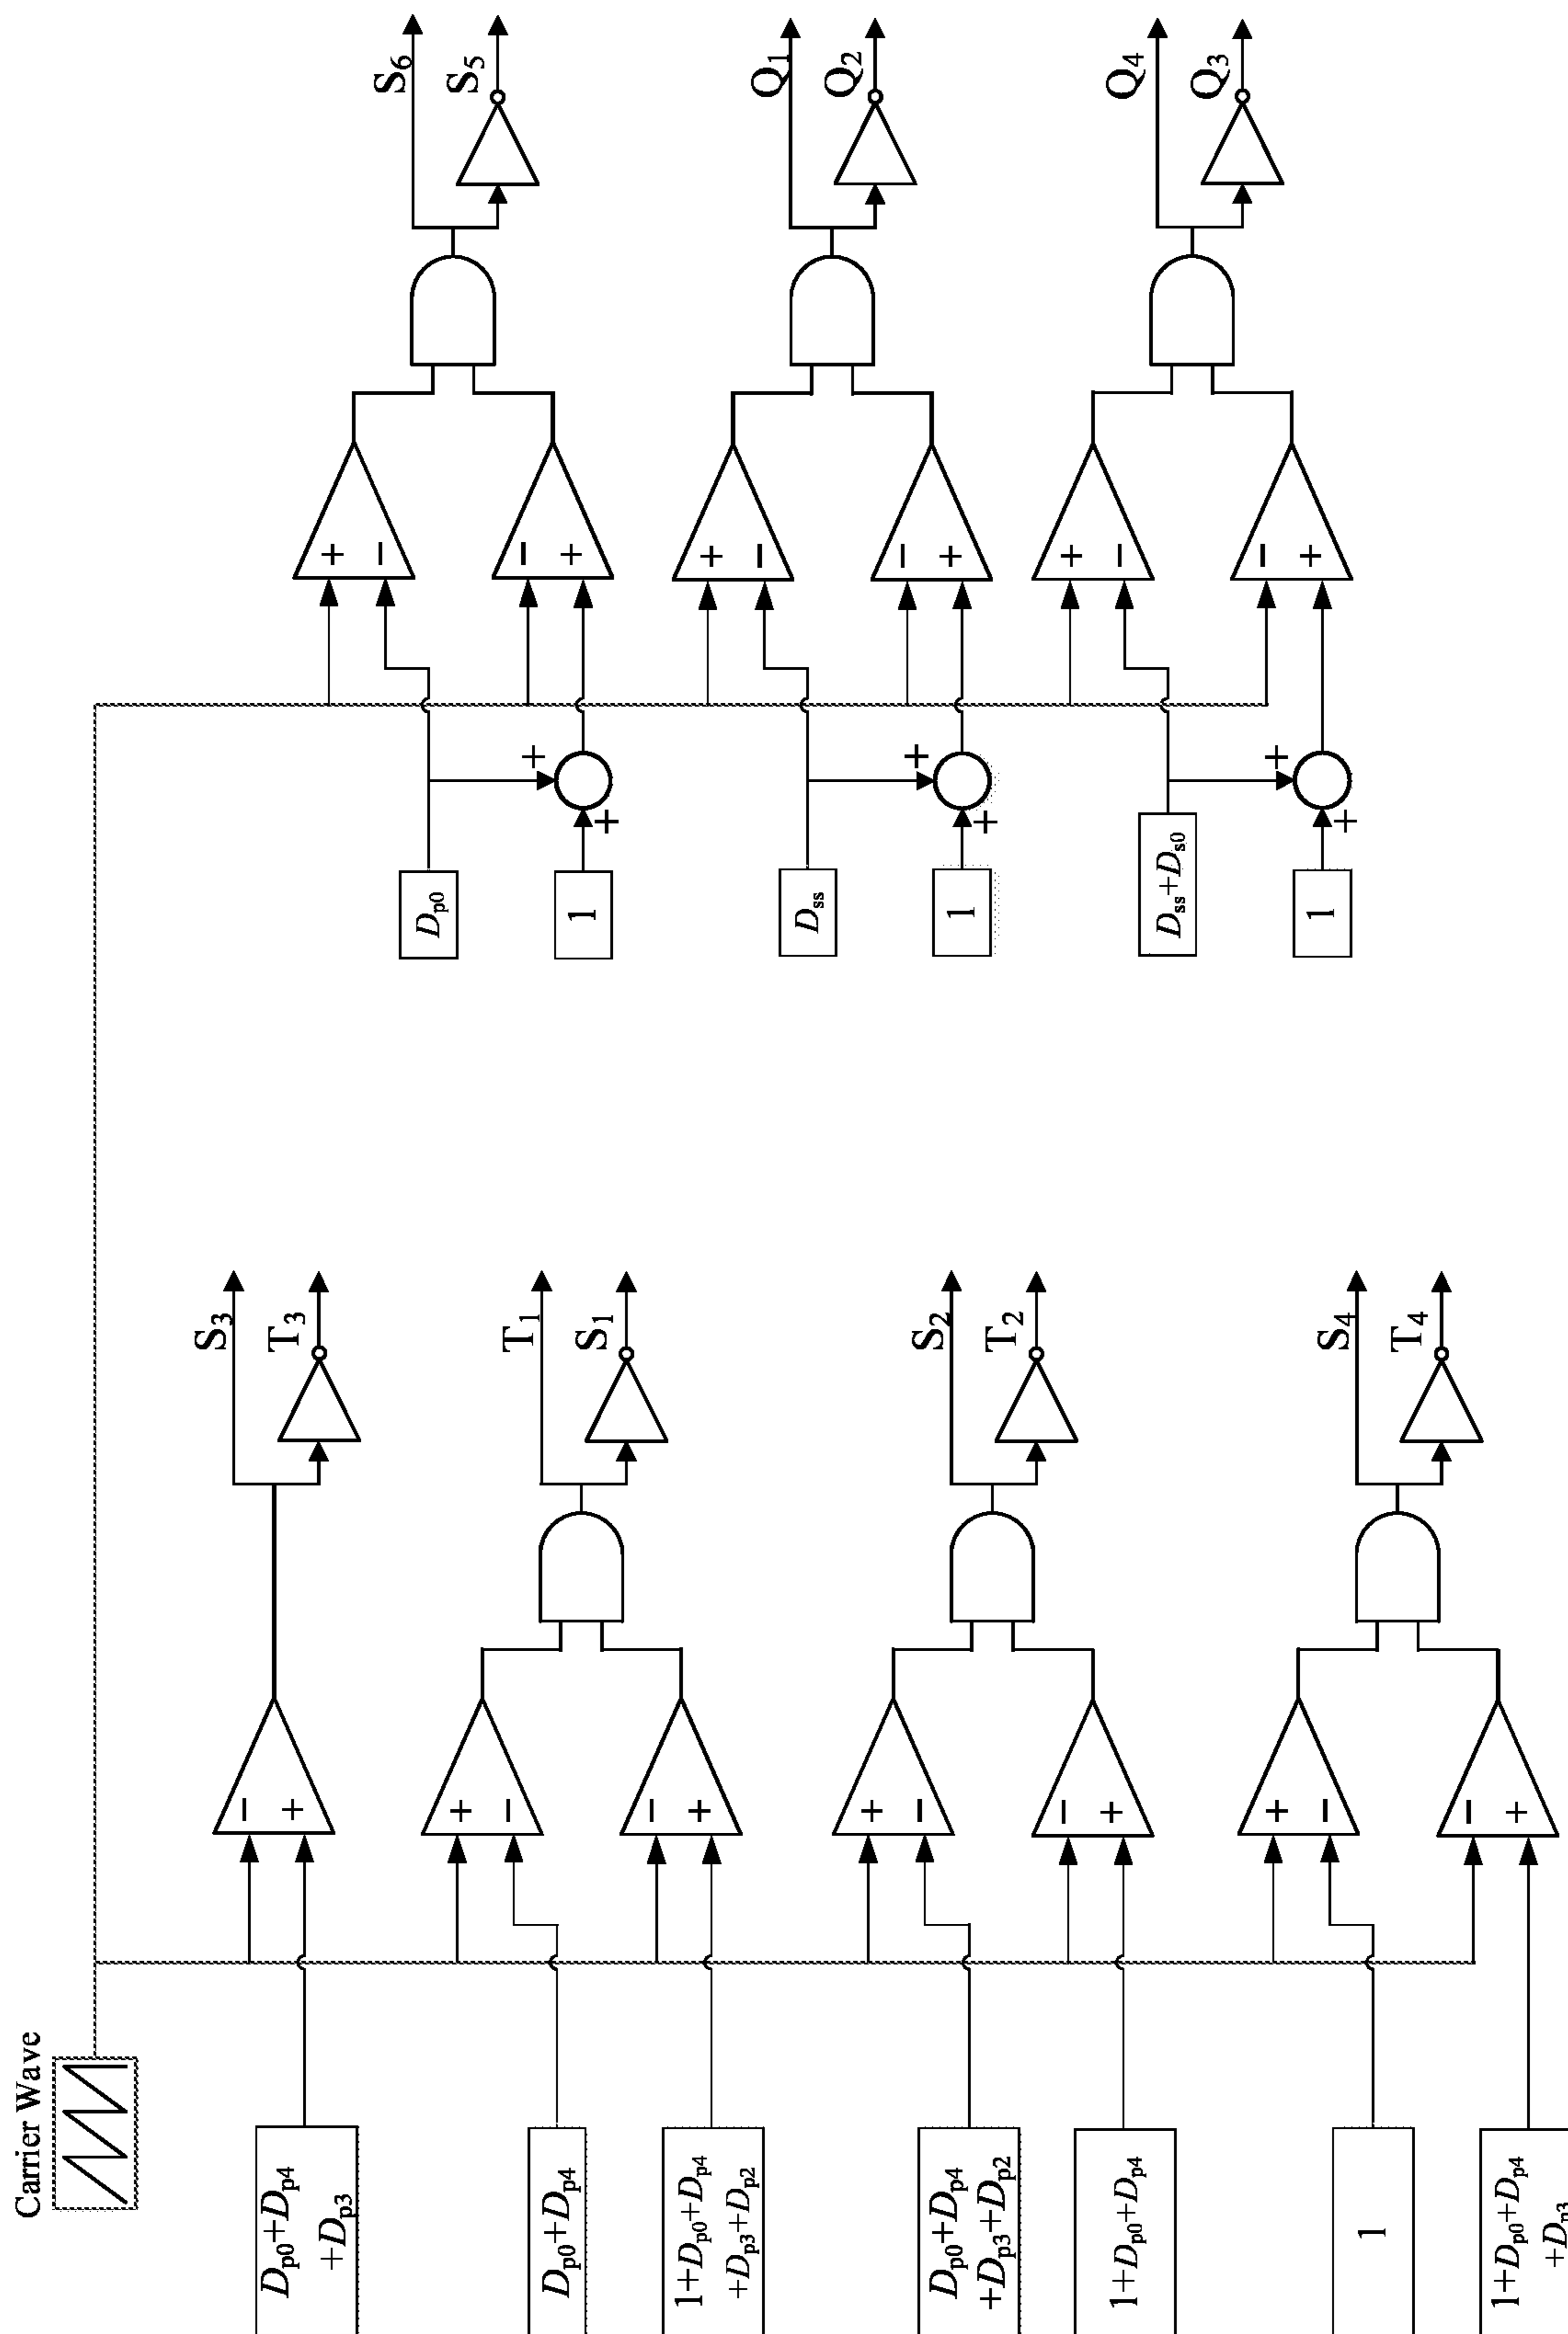 Carrier Wave
Dp0+Dp4
+Dp3
−
+
S3
T3
Dp0+Dp4
1+Dp0+Dp4
+Dp3+Dp2
+
−
−
+
T1
S1
Dp0+Dp4
+Dp3+Dp2
1+Dp0+Dp4
+
−
−
+
S2
T2
1
1+Dp0+Dp4
+Dp3
+
−
−
+
S4
T4
Dp0
1
+
+
+
−
−
+
S6
S5
Dss
1
+
+
+
−
−
+
Q1
Q2
Dss+Ds0
1
+
+
+
−
−
+
Q4
Q3